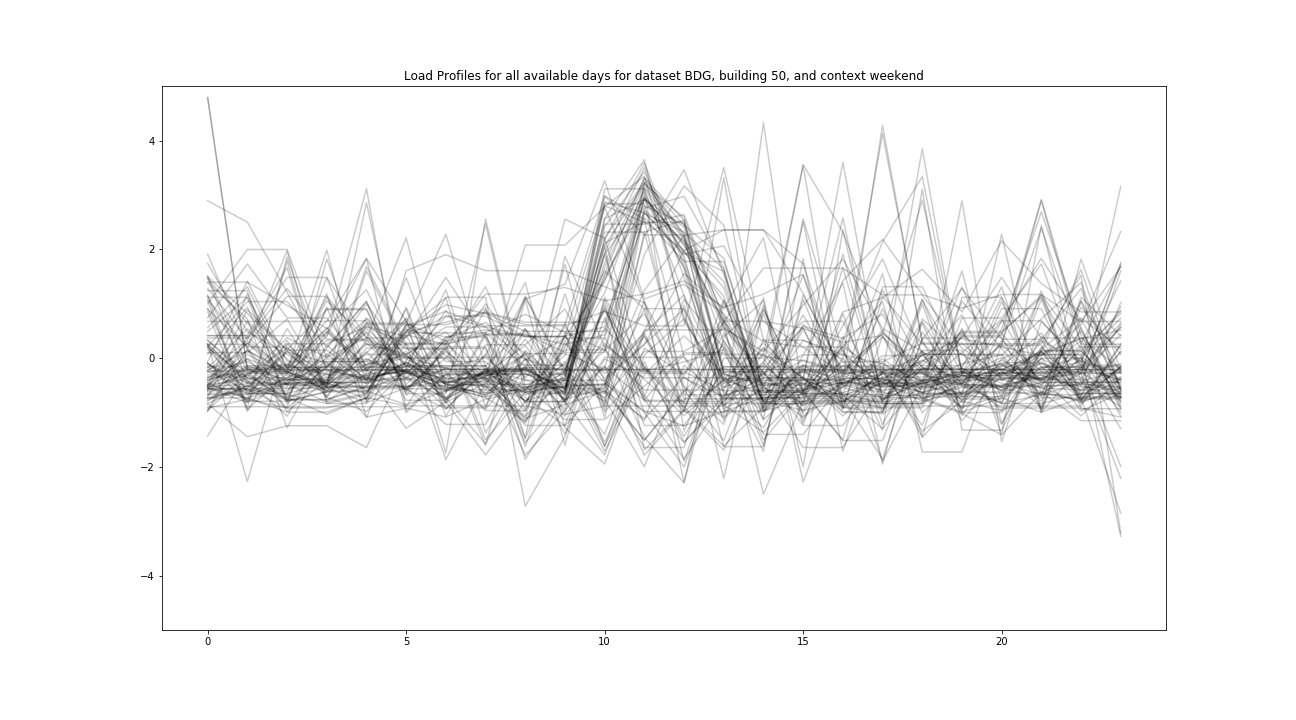 Load Profiles for all available days for dataset BDG, building 50, and context weekend
4
2
0
−2
−4
0 5 10 15 20